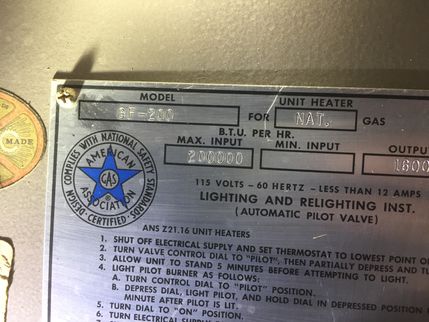 MODEL
GF-200
FOR
UNIT HEATER
NAT.
GAS
B.T.U. PER HR.
MAX. INPUT
MIN. INPUT
OUTPUT
200000
1600
115 VOLTS - 60 HERTZ - LESS THAN 12 AMPS
LIGHTING AND RELIGHTING INST.
(AUTOMATIC PILOT VALVE)
DESIGN COMPLIES WITH NATIONAL SAFETY STANDARDS
AMERICAN
GAS
ASSOCIATION
CERTIFIED
MADE
ANS Z21.16 UNIT HEATERS
1. SHUT OFF ELECTRICAL SUPPLY AND SET THERMOSTAT TO LOWEST POINT
2. TURN VALVE CONTROL DIAL TO "PILOT", THEN PARTIALLY DEPRESS AND
3. ALLOW UNIT TO STAND 5 MINUTES BEFORE ATTEMPTING TO LIGHT.
4. LIGHT PILOT BURNER AS FOLLOWS:
A. TURN CONTROL DIAL TO "PILOT" POSITION.
B. DEPRESS DIAL, LIGHT PILOT, AND HOLD DIAL IN DEPRESSED POSITION
MINUTE AFTER PILOT IS LIT.
5. TURN DIAL TO "ON" POSITION.
6. TURN ELECTRICAL